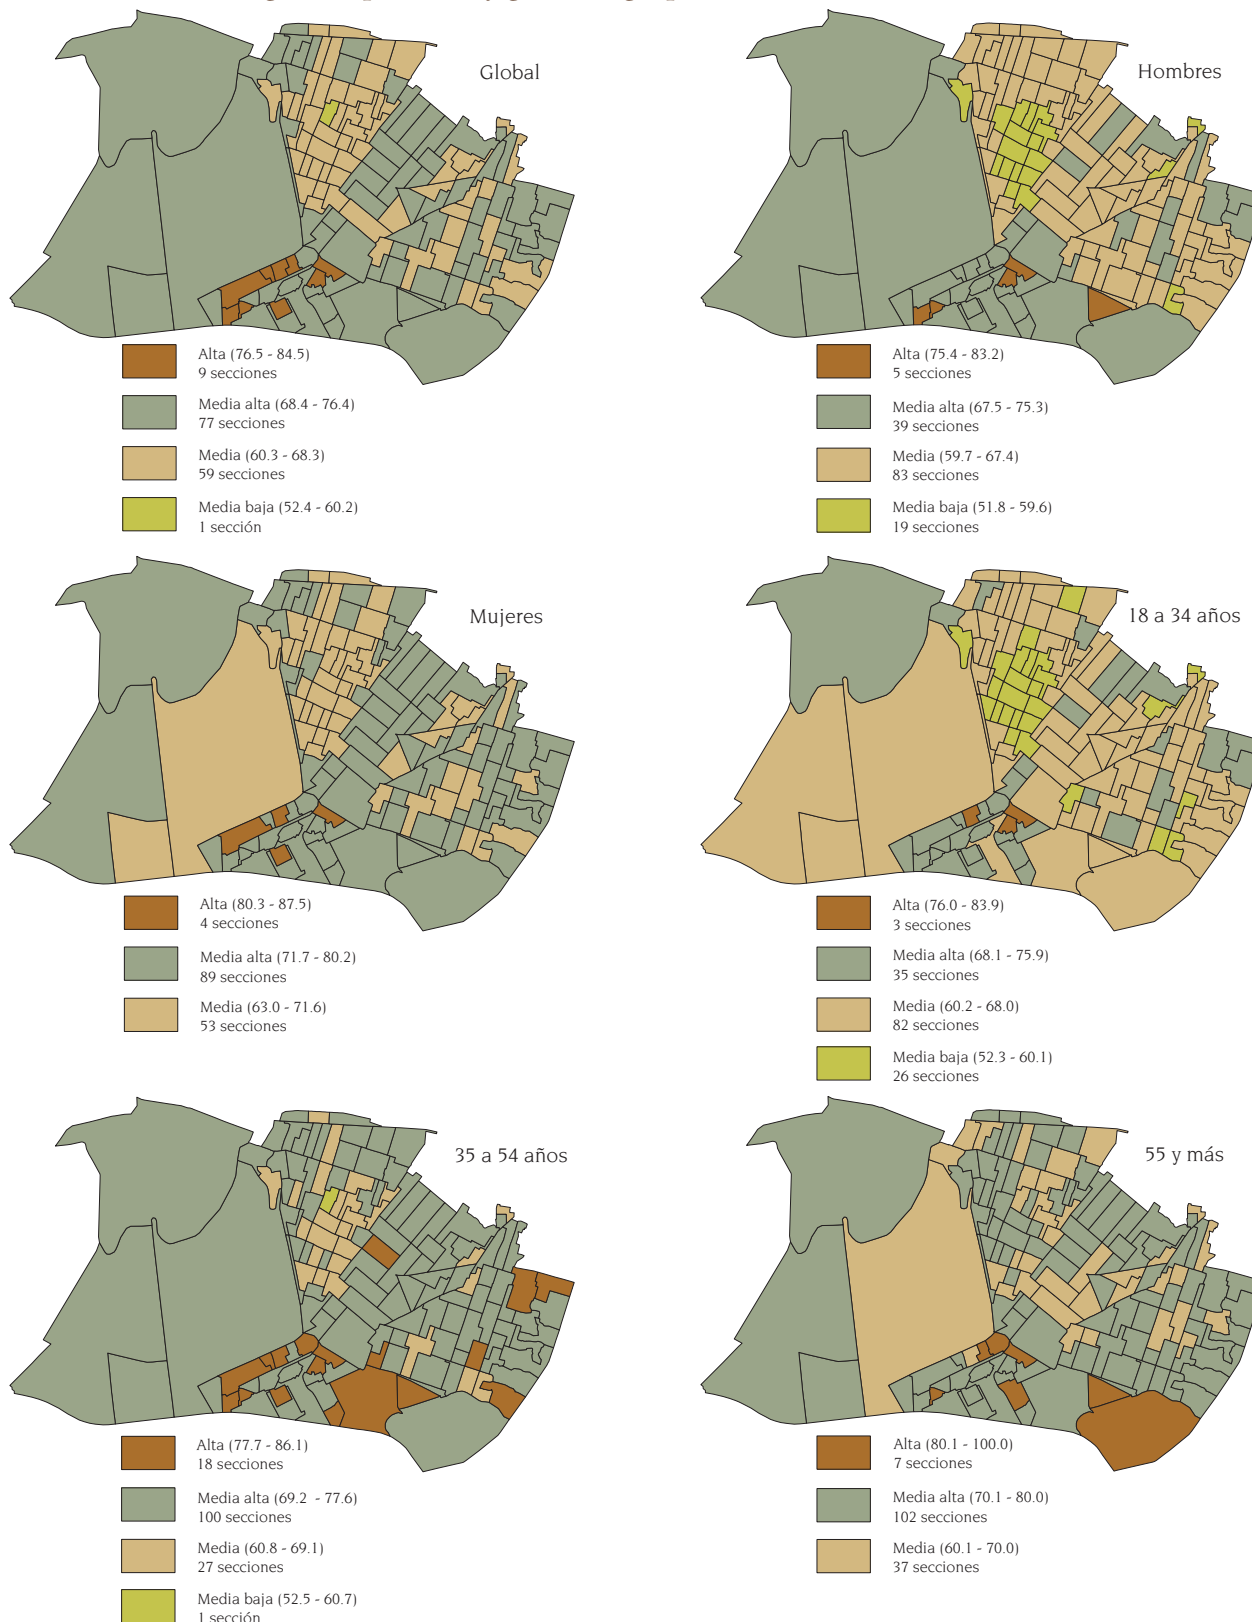 Global
Alta (76.5 - 84.5)
9 secciones
Media alta (68.4 - 76.4)
77 secciones
Media (60.3 - 68.3)
59 secciones
Media baja (52.4 - 60.2)
1 sección
Hombres
Alta (75.4 - 83.2)
5 secciones
Media alta (67.5 - 75.3)
39 secciones
Media (59.7 - 67.4)
83 secciones
Media baja (51.8 - 59.6)
19 secciones
Mujeres
Alta (80.3 - 87.5)
4 secciones
Media alta (71.7 - 80.2)
89 secciones
Media (63.0 - 71.6)
53 secciones
18 a 34 años
Alta (76.0 - 83.9)
3 secciones
Media alta (68.1 - 75.9)
35 secciones
Media (60.2 - 68.0)
82 secciones
Media baja (52.3 - 60.1)
26 secciones
35 a 54 años
Alta (77.7 - 86.1)
18 secciones
Media alta (69.2 - 77.6)
100 secciones
Media (60.8 - 69.1)
27 secciones
Media baja (52.5 - 60.7)
1 sección
55 y más
Alta (80.1 - 100.0)
7 secciones
Media alta (70.1 - 80.0)
102 secciones
Media (60.1 - 70.0)
37 secciones